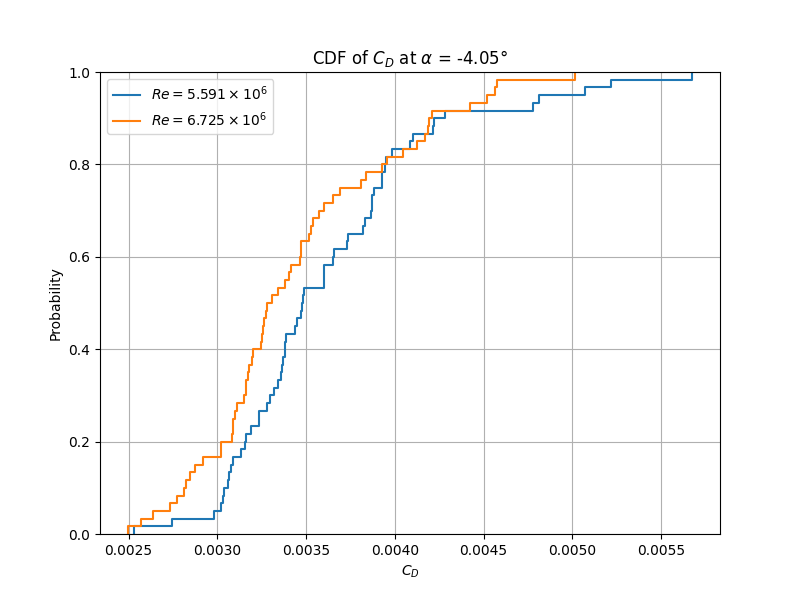 CDF of C_D at α = -4.05°
Re = 5.591 × 10^6
Re = 6.725 × 10^6
1.0
0.8
0.6
0.4
0.2
0.0
Probability
0.0025 0.0030 0.0035 0.0040 0.0045 0.0050 0.0055
C_D